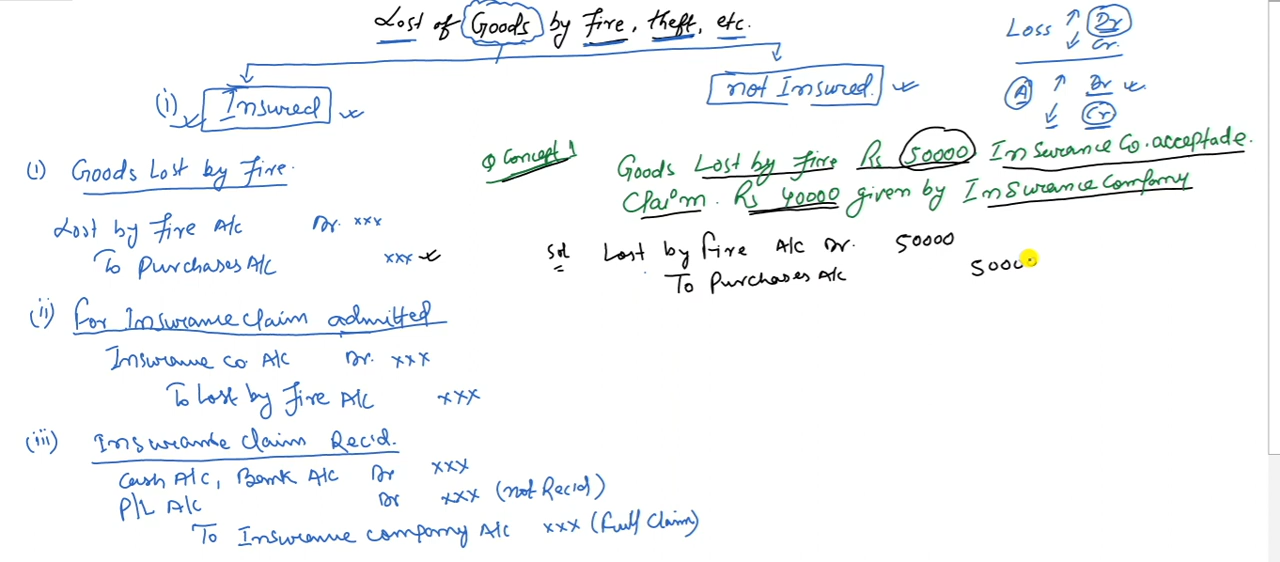 Lost of Goods by Fire, theft, etc.
Loss ↑ Dr
↓ Cr.
(i) Insured
not Insured.
A ↑ Dr
↓ Cr
(1) Goods Lost by Fire.
Lost by Fire A/c Dr. xxx
To Purchases A/c xxx
Q Concept 1
Goods Lost by Fire Rs 50000 Insurance Co. acceptade.
Claim. Rs 40000 given by Insurance Company
Sol Lost by Fire A/c Dr. 50000
To Purchases A/c 5000
(ii) For Insurance claim admitted
Insurance co A/c Dr. xxx
To Lost by Fire A/c xxx
(iii) Insurance claim Recd.
Cash A/c, Bank A/c Dr xxx
P/L A/c Dr xxx (not Recid)
To Insurance company A/c xxx (Full Claim)